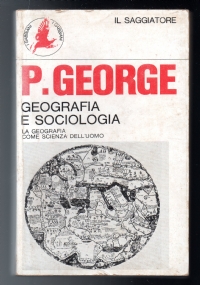 IL SAGGIATORE
P. GEORGE
GEOGRAFIA
E SOCIOLOGIA
LA GEOGRAFIA
COME SCIENZA DELL'UOMO